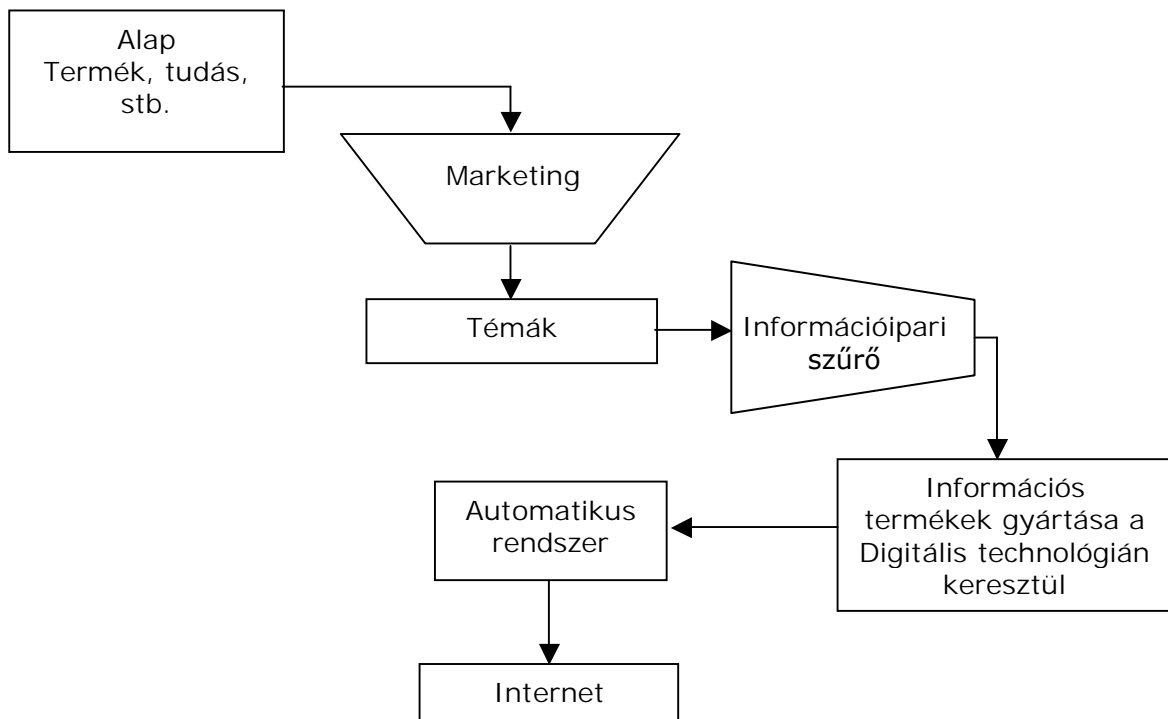 Alap
Termék, tudás,
stb.
Marketing
Témák
Információipari
szűrő
Információs
termékek gyártása a
Digitális technológián
keresztül
Automatikus
rendszer
Internet